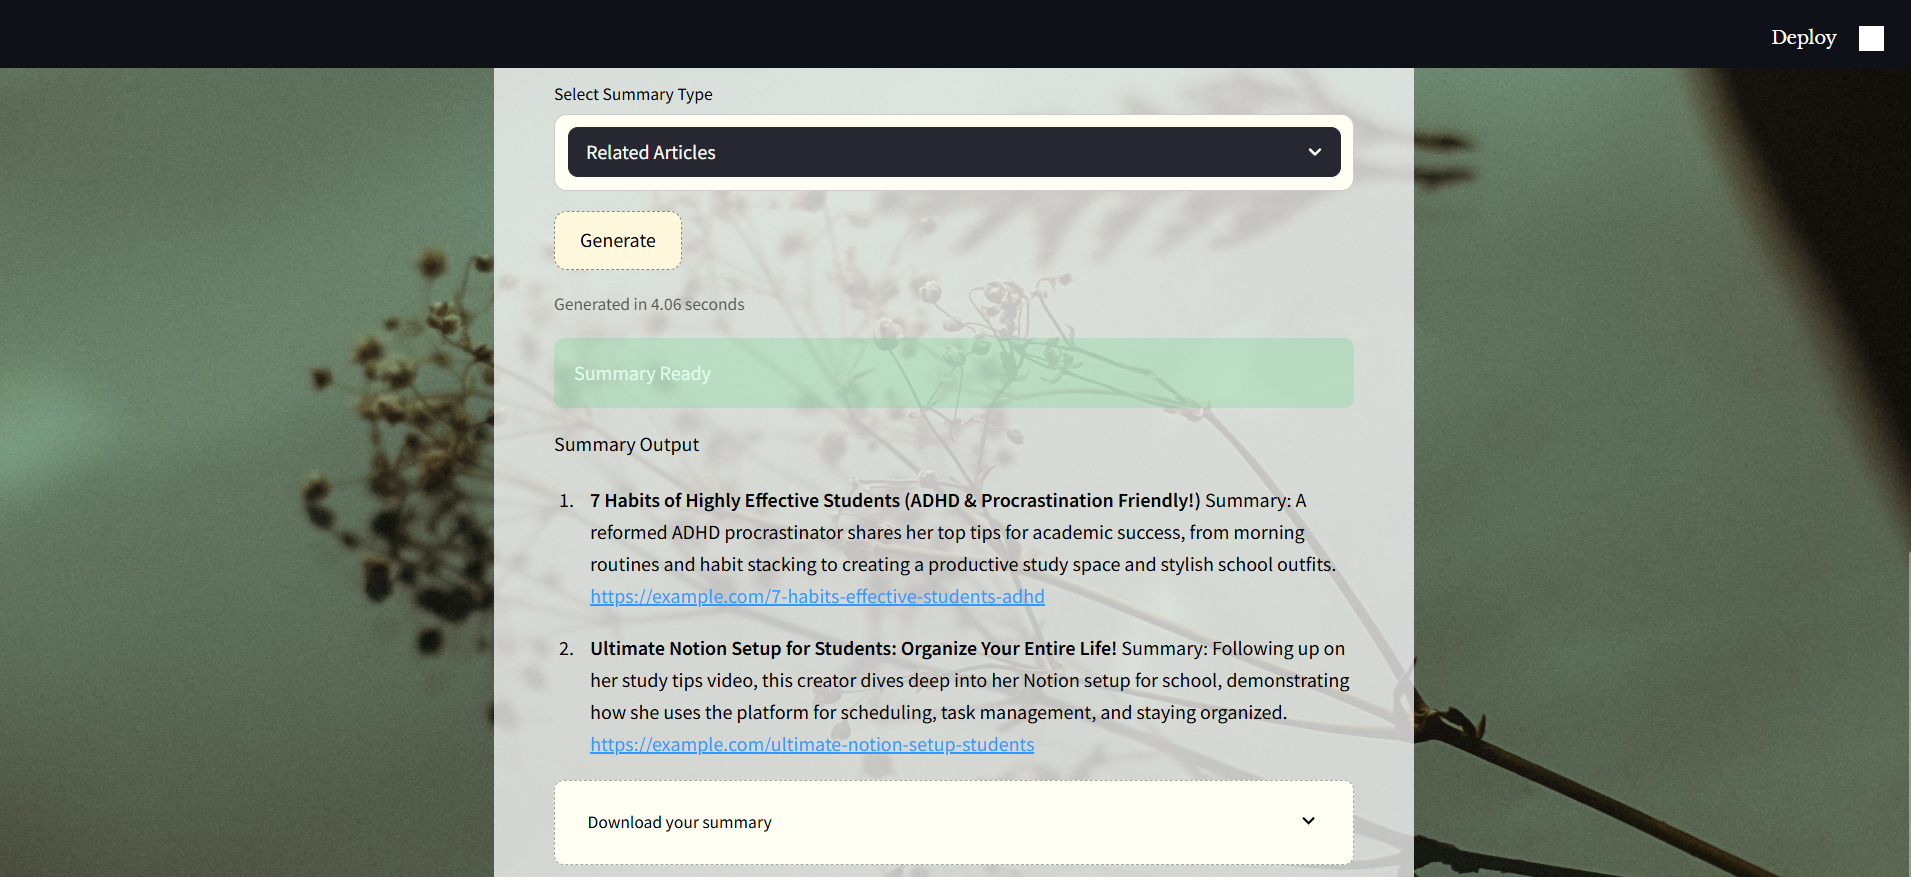 Deploy
Select Summary Type
Related Articles
Generate
Generated in 4.06 seconds
Summary Ready
Summary Output
1. 7 Habits of Highly Effective Students (ADHD & Procrastination Friendly!) Summary: A
reformed ADHD procrastinator shares her top tips for academic success, from morning
routines and habit stacking to creating a productive study space and stylish school outfits.
https://example.com/7-habits-effective-students-adhd
2. Ultimate Notion Setup for Students: Organize Your Entire Life! Summary: Following up on
her study tips video, this creator dives deep into her Notion setup for school, demonstrating
how she uses the platform for scheduling, task management, and staying organized.
https://example.com/ultimate-notion-setup-students
Download your summary